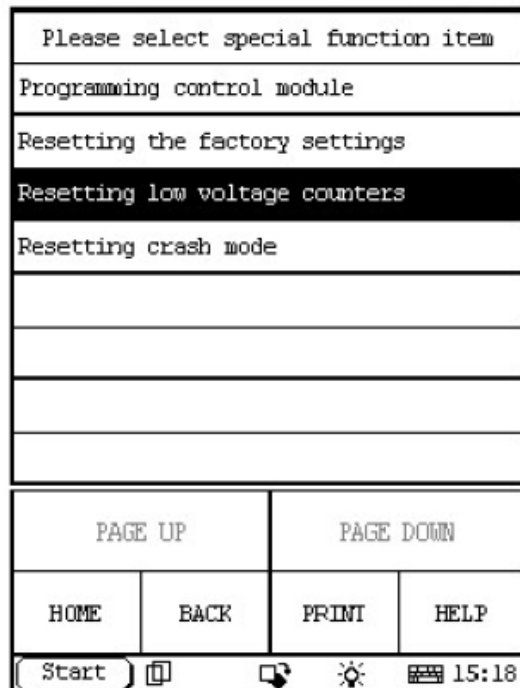 Please select special function item
Programming control module
Resetting the factory settings
Resetting low voltage counters
Resetting crash mode
PAGE UP PAGE DOWN
HOME BACK PRINT HELP
Start 15:18